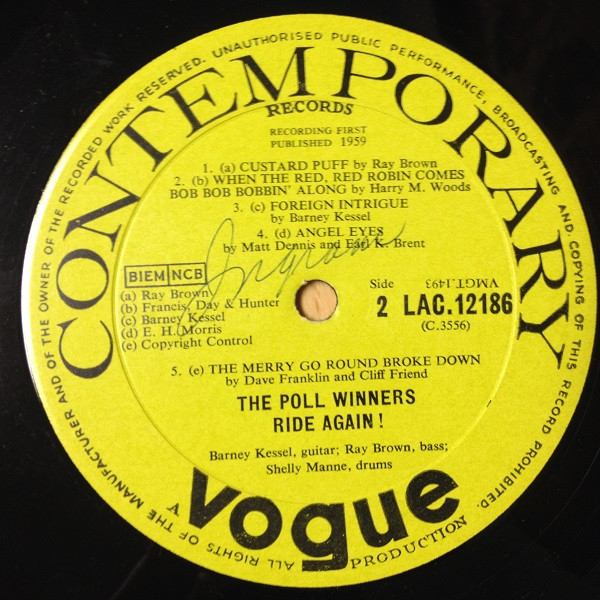 ALL RIGHTS OF THE MANUFACTURER AND OF THE OWNER OF THE RECORDED WORK RESERVED. UNAUTHORISED PUBLIC PERFORMANCE, BROADCASTING AND COPYING OF THIS RECORD PROHIBITED.
CONTEMPORARY
RECORDS
RECORDING FIRST
PUBLISHED 1959
1. (a) CUSTARD PUFF by Ray Brown
2. (b) WHEN THE RED, RED ROBIN COMES
BOB BOB BOBBIN' ALONG by Harry M. Woods
3. (c) FOREIGN INTRIGUE
by Barney Kessel
4. (d) ANGEL EYES
by Matt Dennis and Earl K. Brent
Ingram
BIEM NCB
(a) Ray Brown
(b) Francis, Day & Hunter
(c) Barney Kessel
(d) E. H. Morris
(e) Copyright Control
Side
2 LAC.12186
(C.3556)
VMGT.1493
5. (e) THE MERRY GO ROUND BROKE DOWN
by Dave Franklin and Cliff Friend
THE POLL WINNERS
RIDE AGAIN!
Barney Kessel, guitar; Ray Brown, bass;
Shelly Manne, drums
A
vogue
PRODUCTION